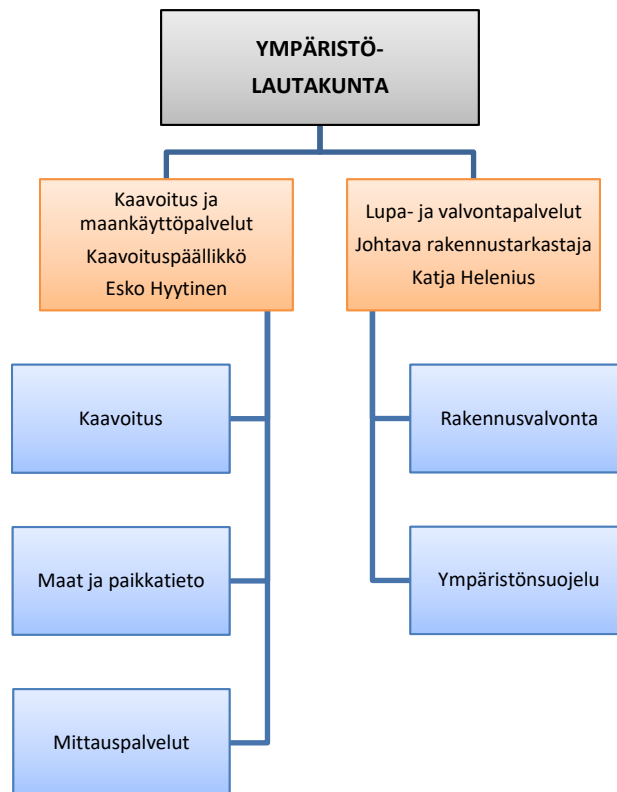 YMPÄRISTÖ-
LAUTAKUNTA
Kaavoitus ja
maankäyttöpalvelut
Kaavoituspäällikkö
Esko Hyytinen
Lupa- ja valvontapalvelut
Johtava rakennustarkastaja
Katja Helenius
Kaavoitus
Rakennusvalvonta
Maat ja paikkatieto
Ympäristönsuojelu
Mittauspalvelut